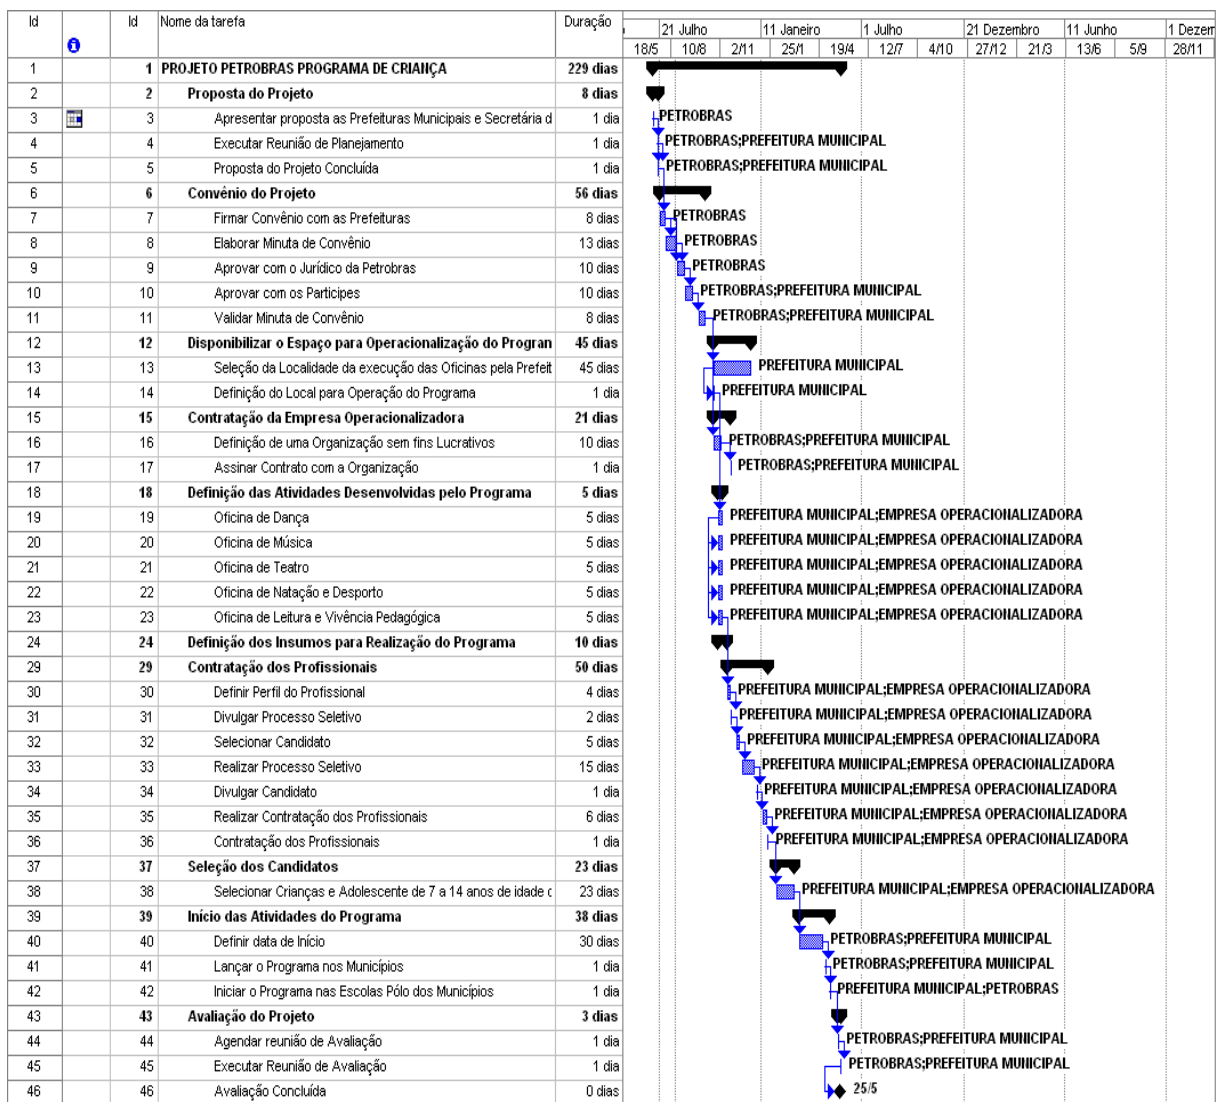 Id Id Nome da tarefa Duração
21 Julho 11 Janeiro 1 Julho 21 Dezembro 11 Junho 1 Dezem
18/5 10/8 2/11 25/1 19/4 12/7 4/10 27/12 21/3 13/6 5/9 28/11
1 1 PROJETO PETROBRAS PROGRAMA DE CRIANÇA 229 dias
2 2 Proposta do Projeto 8 dias
3 3 Apresentar proposta as Prefeituras Municipais e Secretária d 1 dia PETROBRAS
4 4 Executar Reunião de Planejamento 1 dia PETROBRAS;PREFEITURA MUNICIPAL
5 5 Proposta do Projeto Concluída 1 dia PETROBRAS;PREFEITURA MUNICIPAL
6 6 Convênio do Projeto 56 dias
7 7 Firmar Convênio com as Prefeituras 8 dias PETROBRAS
8 8 Elaborar Minuta de Convênio 13 dias PETROBRAS
9 9 Aprovar com o Jurídico da Petrobras 10 dias PETROBRAS
10 10 Aprovar com os Participes 10 dias PETROBRAS;PREFEITURA MUNICIPAL
11 11 Validar Minuta de Convênio 8 dias PETROBRAS;PREFEITURA MUNICIPAL
12 12 Disponibilizar o Espaço para Operacionalização do Progran 45 dias
13 13 Seleção da Localidade da execução das Oficinas pela Prefeit 45 dias PREFEITURA MUNICIPAL
14 14 Definição do Local para Operação do Programa 1 dia PREFEITURA MUNICIPAL
15 15 Contratação da Empresa Operacionalizadora 21 dias
16 16 Definição de uma Organização sem fins Lucrativos 10 dias PETROBRAS;PREFEITURA MUNICIPAL
17 17 Assinar Contrato com a Organização 1 dia PETROBRAS;PREFEITURA MUNICIPAL
18 18 Definição das Atividades Desenvolvidas pelo Programa 5 dias
19 19 Oficina de Dança 5 dias PREFEITURA MUNICIPAL;EMPRESA OPERACIONALIZADORA
20 20 Oficina de Música 5 dias PREFEITURA MUNICIPAL;EMPRESA OPERACIONALIZADORA
21 21 Oficina de Teatro 5 dias PREFEITURA MUNICIPAL;EMPRESA OPERACIONALIZADORA
22 22 Oficina de Natação e Desporto 5 dias PREFEITURA MUNICIPAL;EMPRESA OPERACIONALIZADORA
23 23 Oficina de Leitura e Vivência Pedagógica 5 dias PREFEITURA MUNICIPAL;EMPRESA OPERACIONALIZADORA
24 24 Definição dos Insumos para Realização do Programa 10 dias
29 29 Contratação dos Profissionais 50 dias
30 30 Definir Perfil do Profissional 4 dias PREFEITURA MUNICIPAL;EMPRESA OPERACIONALIZADORA
31 31 Divulgar Processo Seletivo 2 dias PREFEITURA MUNICIPAL;EMPRESA OPERACIONALIZADORA
32 32 Selecionar Candidato 5 dias PREFEITURA MUNICIPAL;EMPRESA OPERACIONALIZADORA
33 33 Realizar Processo Seletivo 15 dias PREFEITURA MUNICIPAL;EMPRESA OPERACIONALIZADORA
34 34 Divulgar Candidato 1 dia PREFEITURA MUNICIPAL;EMPRESA OPERACIONALIZADORA
35 35 Realizar Contratação dos Profissionais 6 dias PREFEITURA MUNICIPAL;EMPRESA OPERACIONALIZADORA
36 36 Contratação dos Profissionais 1 dia PREFEITURA MUNICIPAL;EMPRESA OPERACIONALIZADORA
37 37 Seleção dos Candidatos 23 dias
38 38 Selecionar Crianças e Adolescente de 7 a 14 anos de idade c 23 dias PREFEITURA MUNICIPAL;EMPRESA OPERACIONALIZADORA
39 39 Início das Atividades do Programa 38 dias
40 40 Definir data de Início 30 dias PETROBRAS;PREFEITURA MUNICIPAL
41 41 Lançar o Programa nos Municípios 1 dia PETROBRAS;PREFEITURA MUNICIPAL
42 42 Iniciar o Programa nas Escolas Pólo dos Municípios 1 dia PREFEITURA MUNICIPAL;PETROBRAS
43 43 Avaliação do Projeto 3 dias
44 44 Agendar reunião de Avaliação 1 dia PETROBRAS;PREFEITURA MUNICIPAL
45 45 Executar Reunião de Avaliação 1 dia PETROBRAS;PREFEITURA MUNICIPAL
46 46 Avaliação Concluída 0 dias 25/5